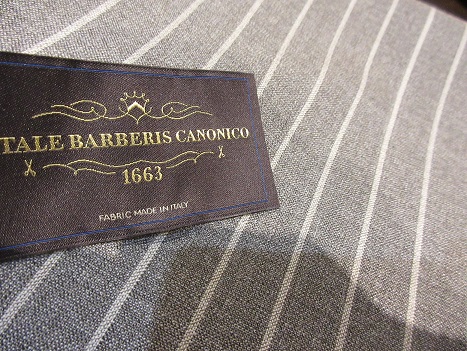 TALE BARBERIS CANONICO
1663
FABRIC MADE IN ITALY